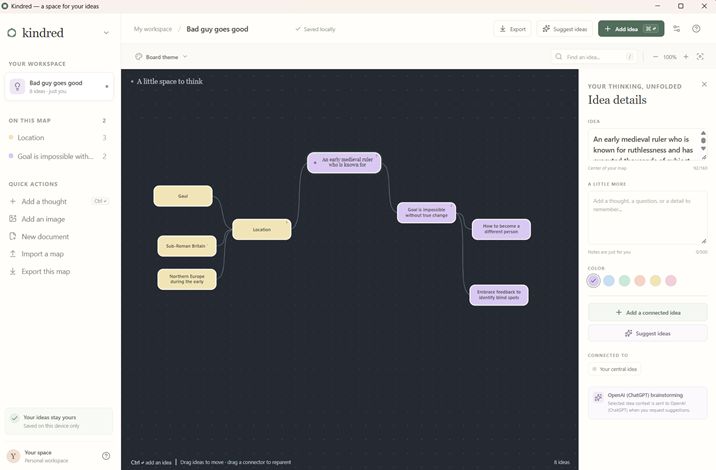 Kindred — a space for your ideas
kindred
My workspace / Bad guy goes good
Saved locally
Export
Suggest ideas
Add idea
YOUR WORKSPACE
Bad guy goes good
8 ideas · just you
ON THIS MAP 2
Location 3
Goal is impossible with... 2
QUICK ACTIONS
Add a thought Ctrl
Add an image
New document
Import a map
Export this map
Your ideas stay yours
Saved on this device only
Y
Your space
Personal workspace
Board theme
Find an idea... /
100%
A little space to think
An early medieval ruler
who is known for
Gaul
Location
Sub-Roman Britain
Northern Europe
during the early
Goal is impossible
without true change
How to become a
different person
Embrace feedback to
identify blind spots
Ctrl add an idea | Drag ideas to move · drag a connector to reparent
8 ideas
YOUR THINKING, UNFOLDED
Idea details
IDEA
An early medieval ruler who is
known for ruthlessness and has
Center of your map
92/160
A LITTLE MORE
Add a thought, a question, or a detail to
remember...
Notes are just for you.
0/500
COLOR
Add a connected idea
Suggest ideas
CONNECTED TO
Your central idea
OpenAI (ChatGPT) brainstorming
Selected idea context is sent to OpenAI
(ChatGPT) when you request suggestions.